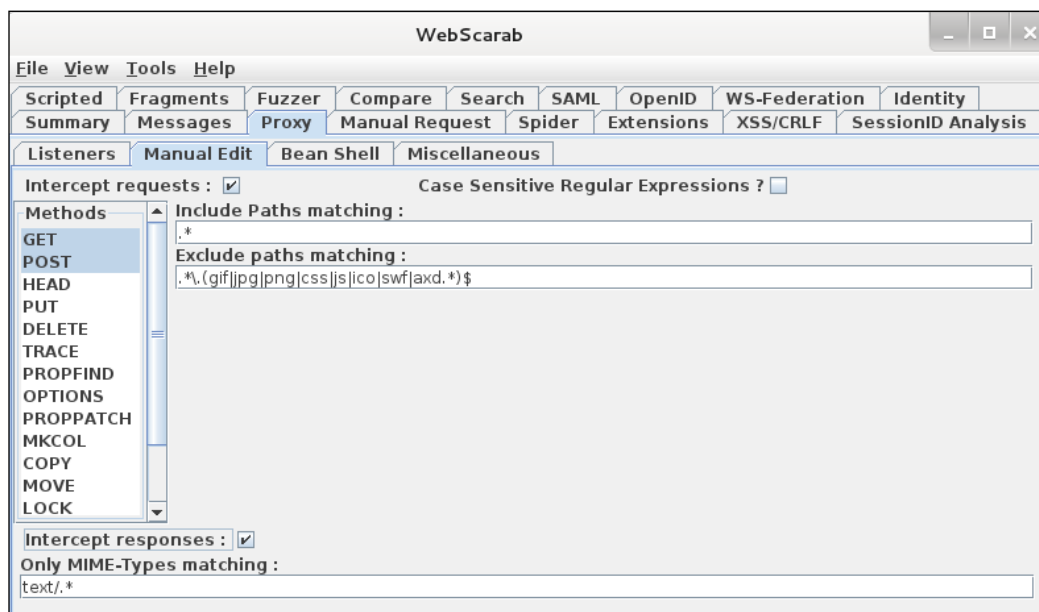 WebScarab
File View Tools Help
Scripted Fragments Fuzzer Compare Search SAML OpenID WS-Federation Identity
Summary Messages Proxy Manual Request Spider Extensions XSS/CRLF SessionID Analysis
Listeners Manual Edit Bean Shell Miscellaneous
Intercept requests : Case Sensitive Regular Expressions ?
Methods
Include Paths matching :
.*
Exclude paths matching :
.*\.(gif|jpg|png|css|js|ico|swf|axd.*)$
GET
POST
HEAD
PUT
DELETE
TRACE
PROPFIND
OPTIONS
PROPPATCH
MKCOL
COPY
MOVE
LOCK
Intercept responses :
Only MIME-Types matching :
text/.*